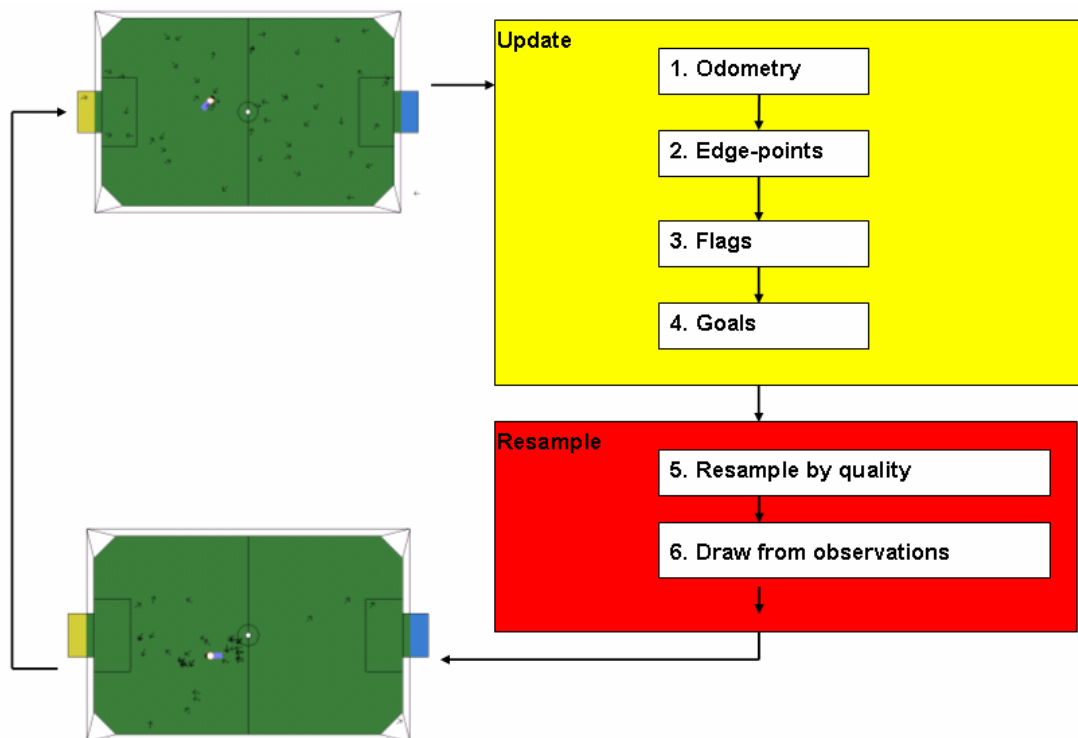 Update
1. Odometry
2. Edge-points
3. Flags
4. Goals
Resample
5. Resample by quality
6. Draw from observations